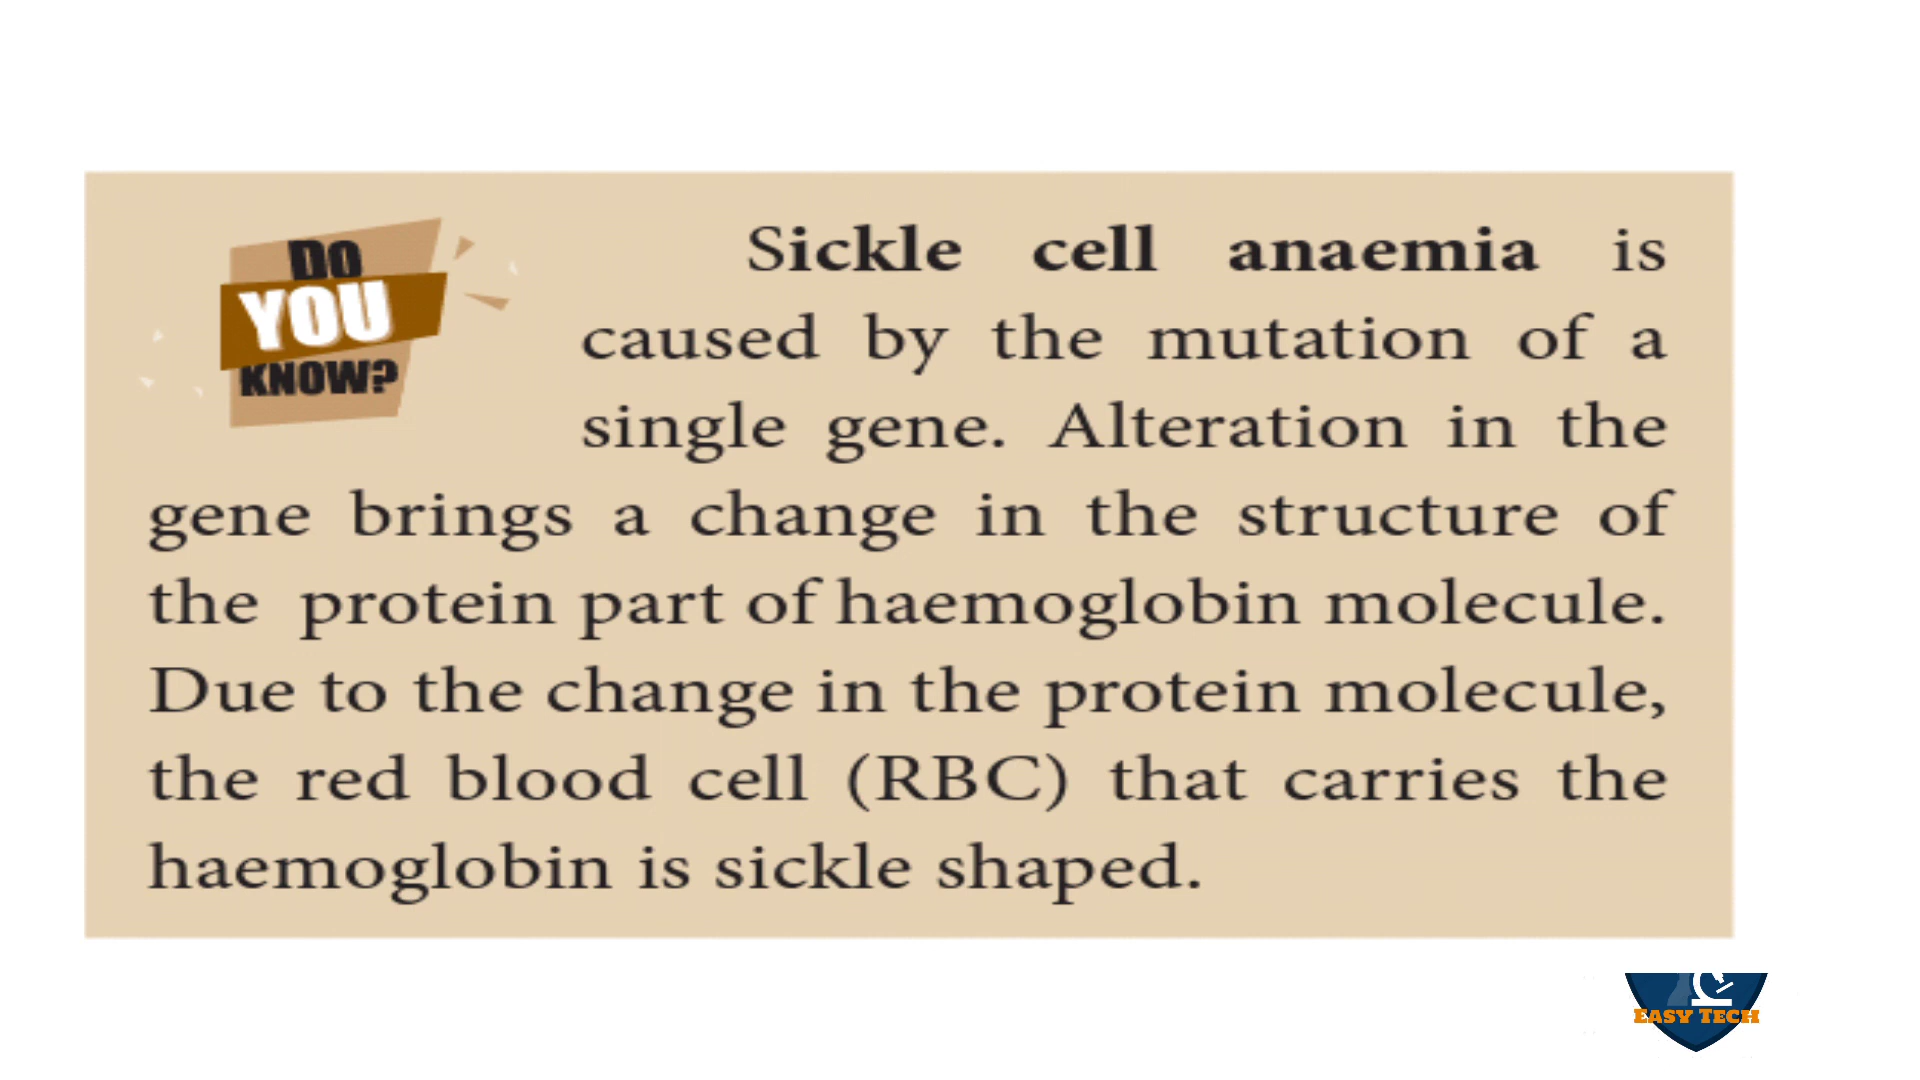 DO
YOU
KNOW?
Sickle cell anaemia is
caused by the mutation of a
single gene. Alteration in the
gene brings a change in the structure of
the protein part of haemoglobin molecule.
Due to the change in the protein molecule,
the red blood cell (RBC) that carries the
haemoglobin is sickle shaped.
EASY TECH